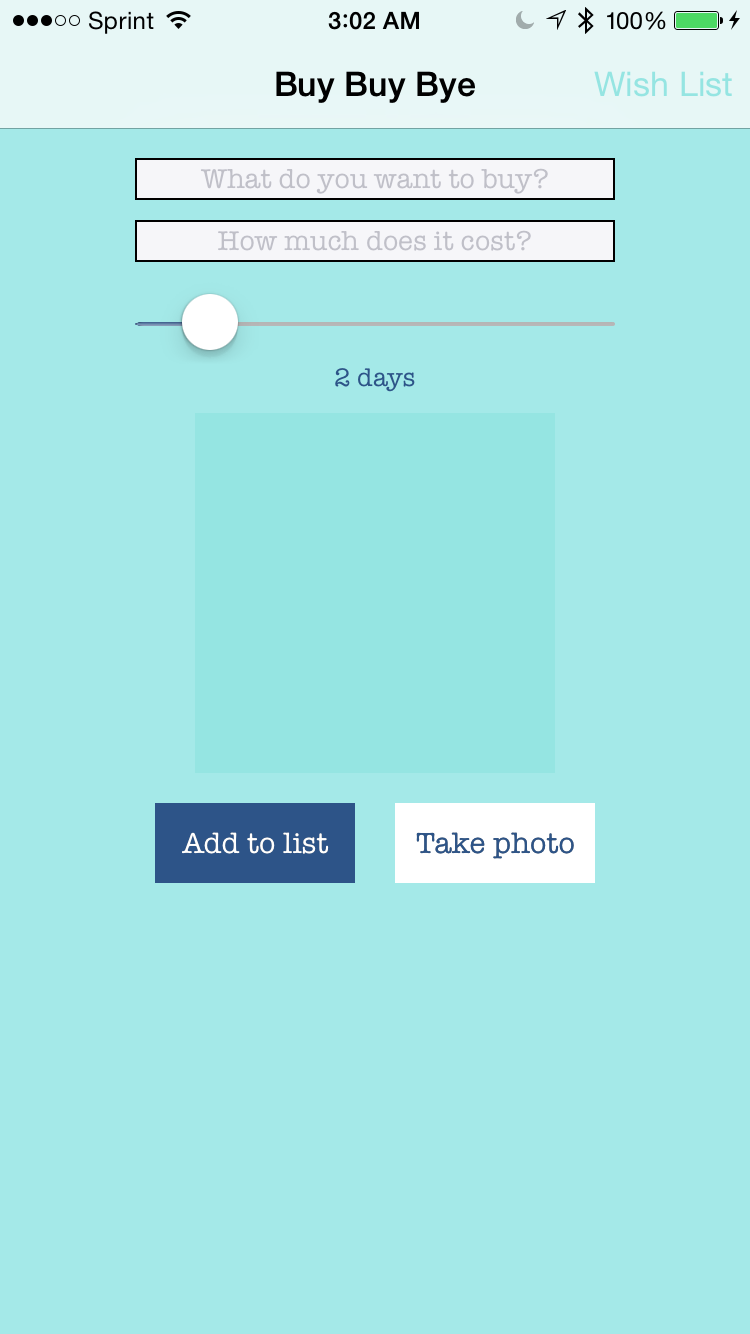 Sprint 3:02 AM 100%
Buy Buy Bye Wish List
What do you want to buy?
How much does it cost?
2 days
Add to list Take photo